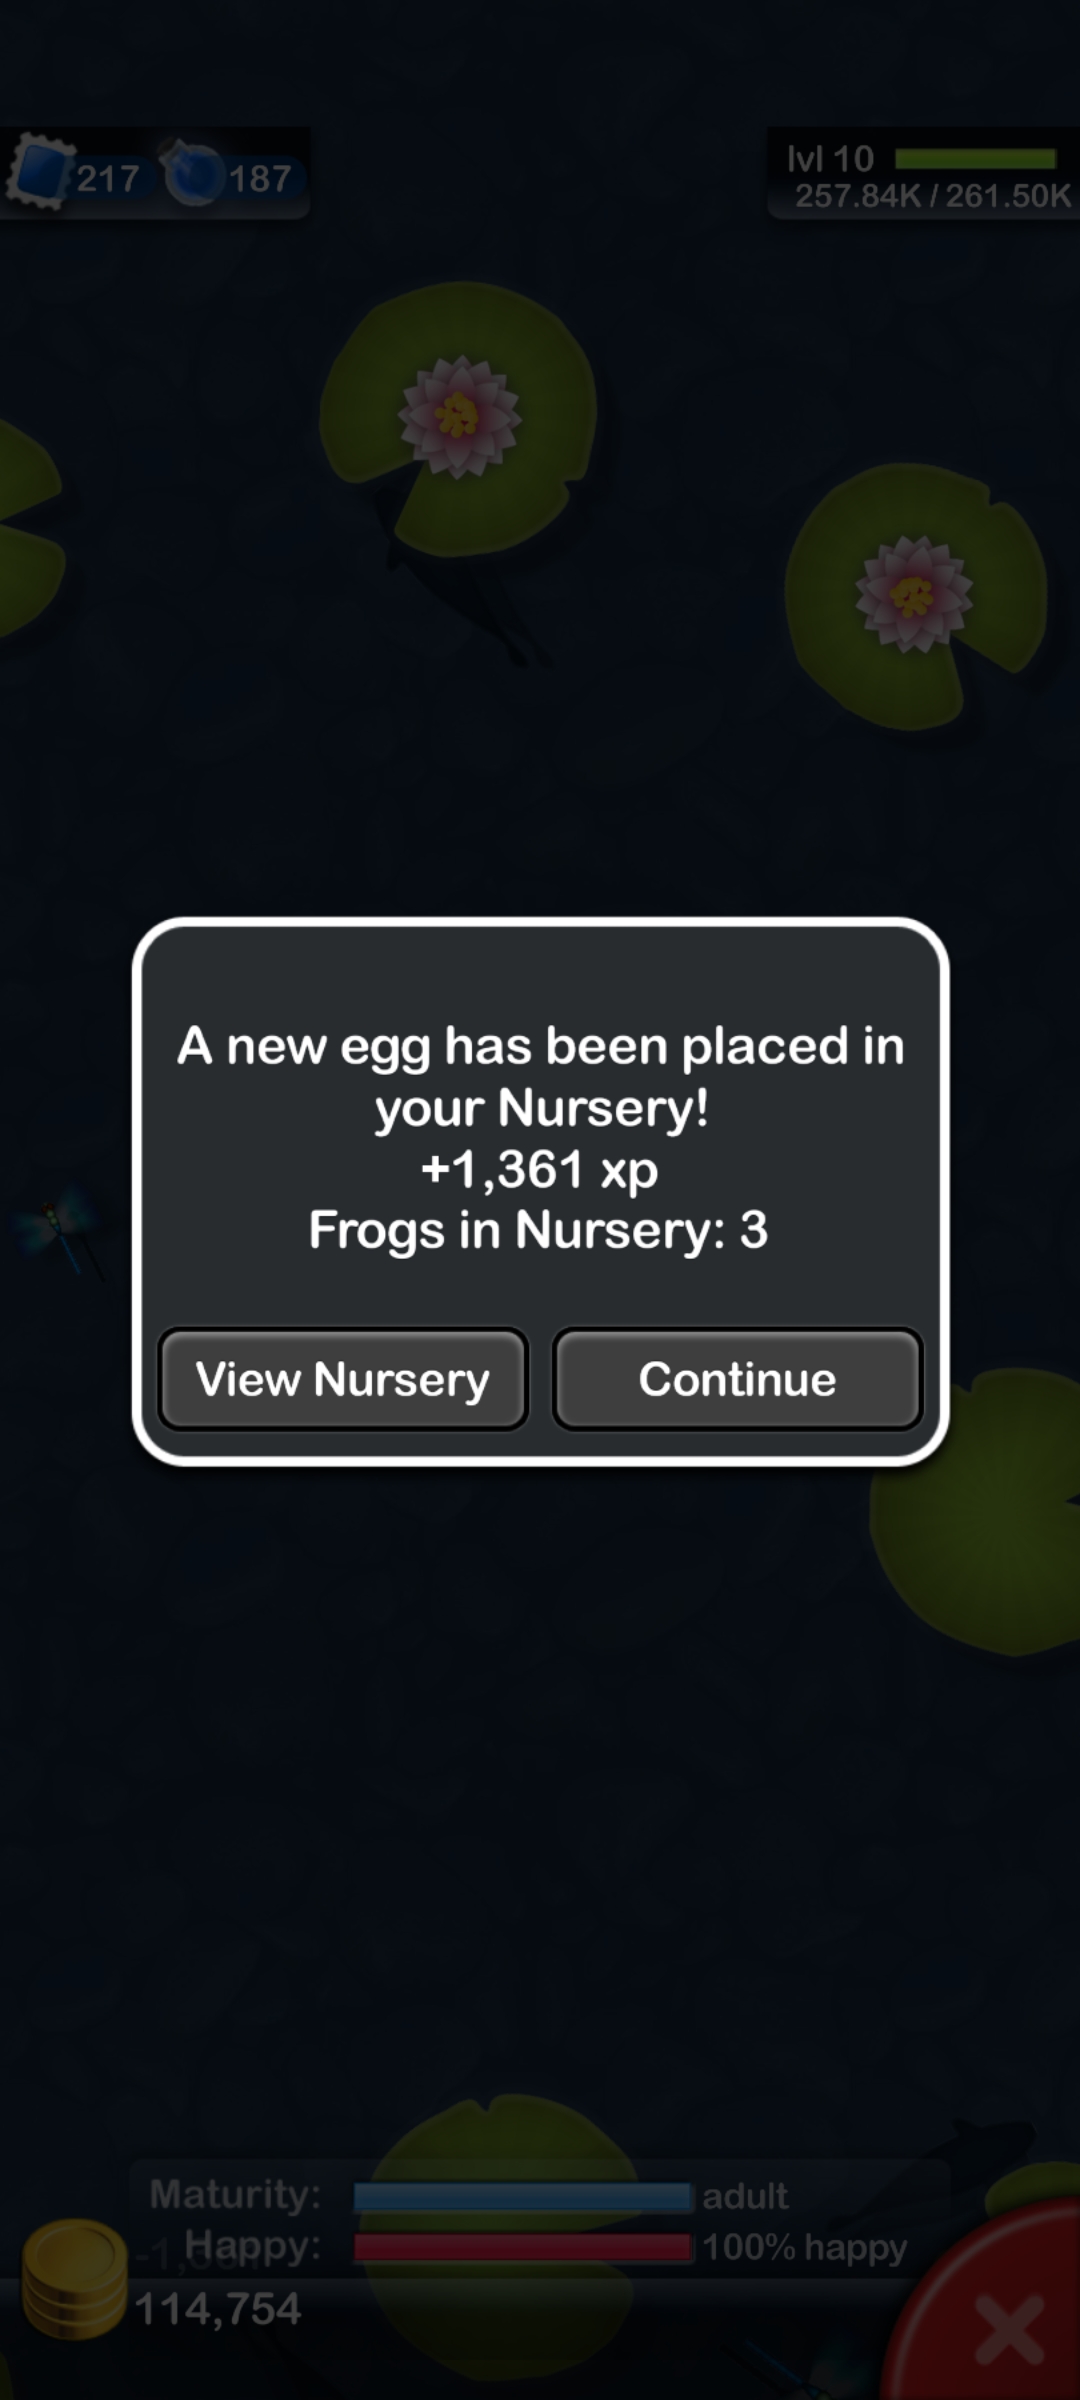 217 187
lvl 10
257.84K / 261.50K
A new egg has been placed in
your Nursery!
+1,361 xp
Frogs in Nursery: 3
View Nursery Continue
Maturity: adult
Happy: 100% happy
114,754